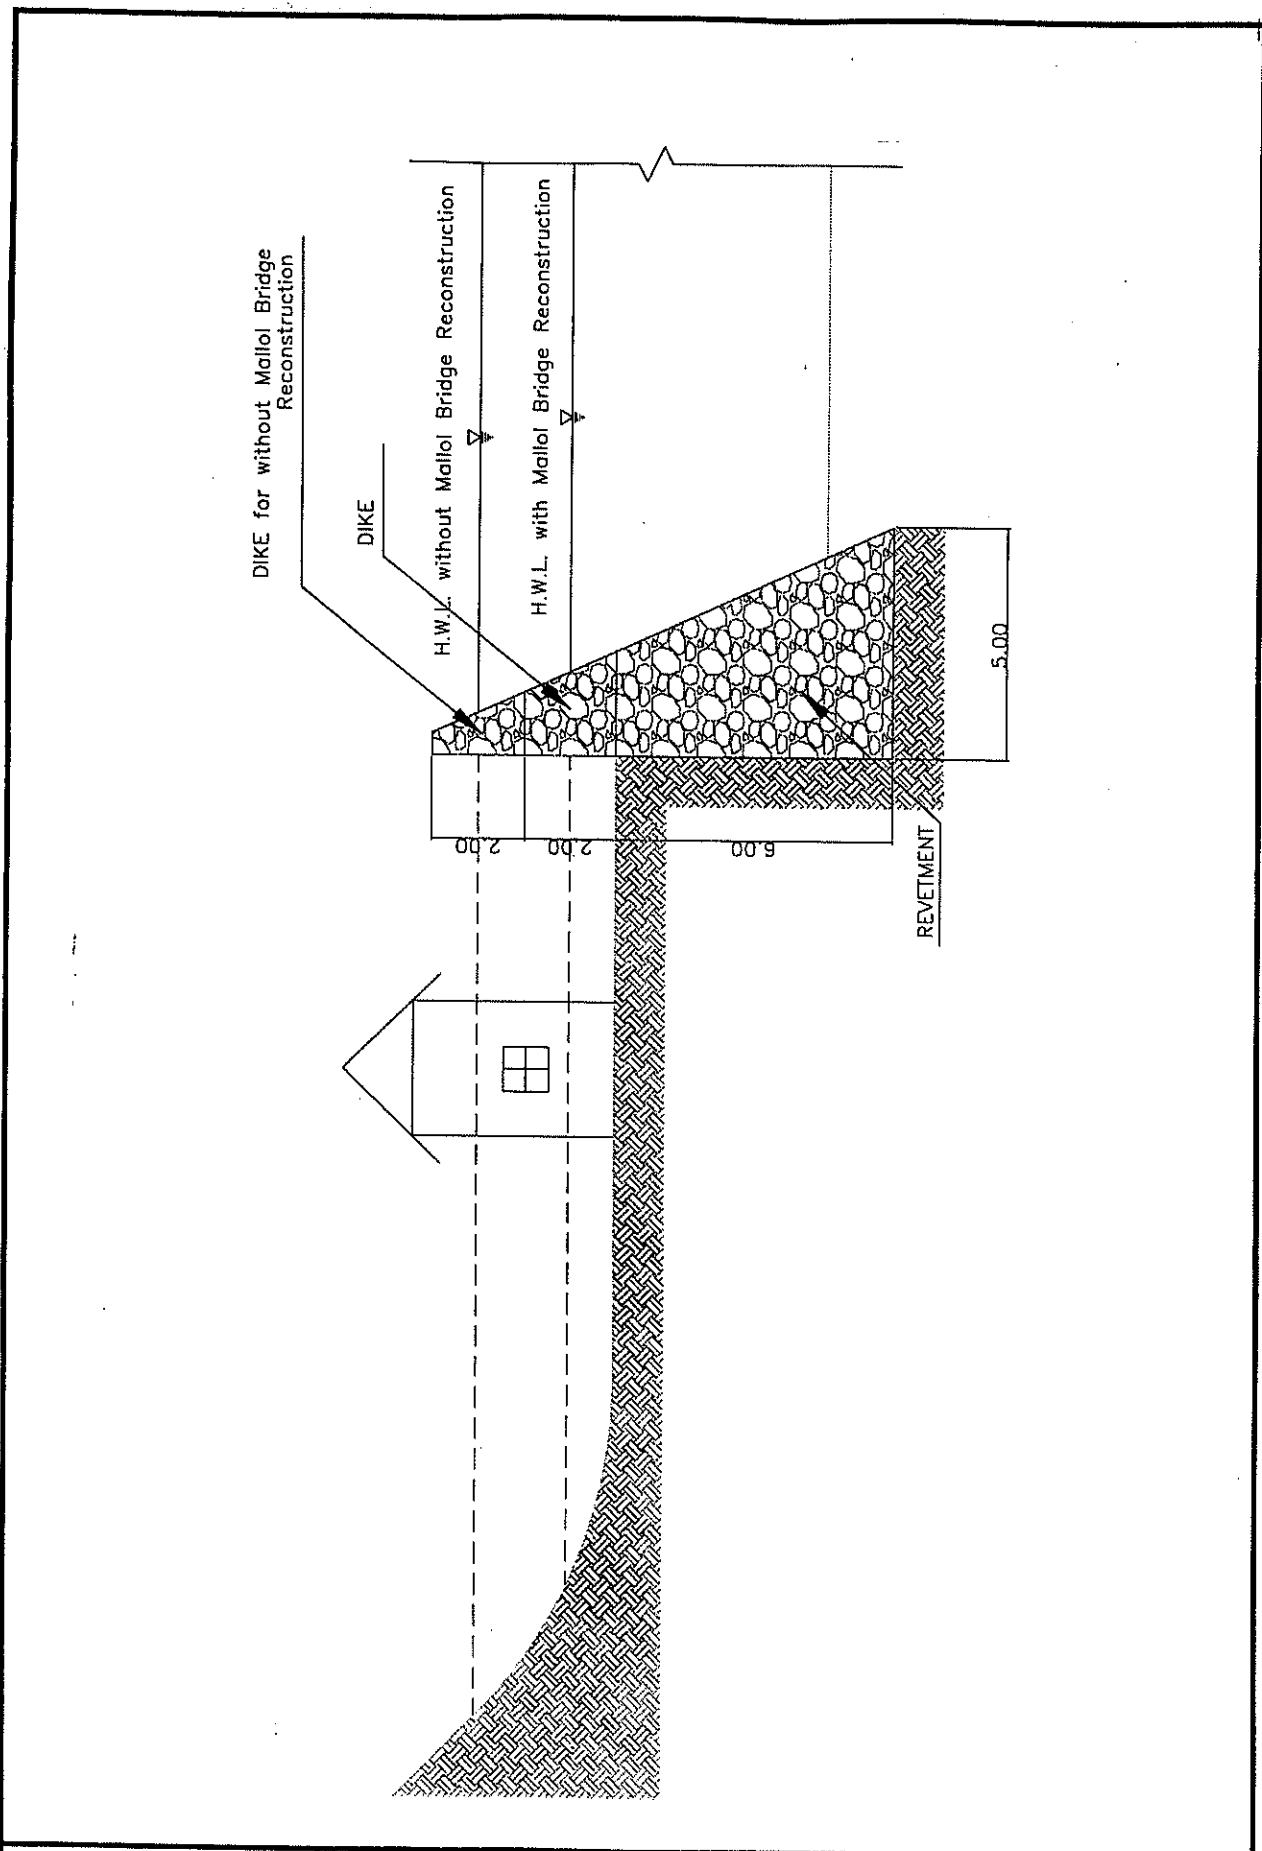 DIKE for without Mallol Bridge
Reconstruction
DIKE
H.W.L. without Mallol Bridge Reconstruction
H.W.L. with Mallol Bridge Reconstruction
2.00
2.00
6.00
5.00
REVETMENT